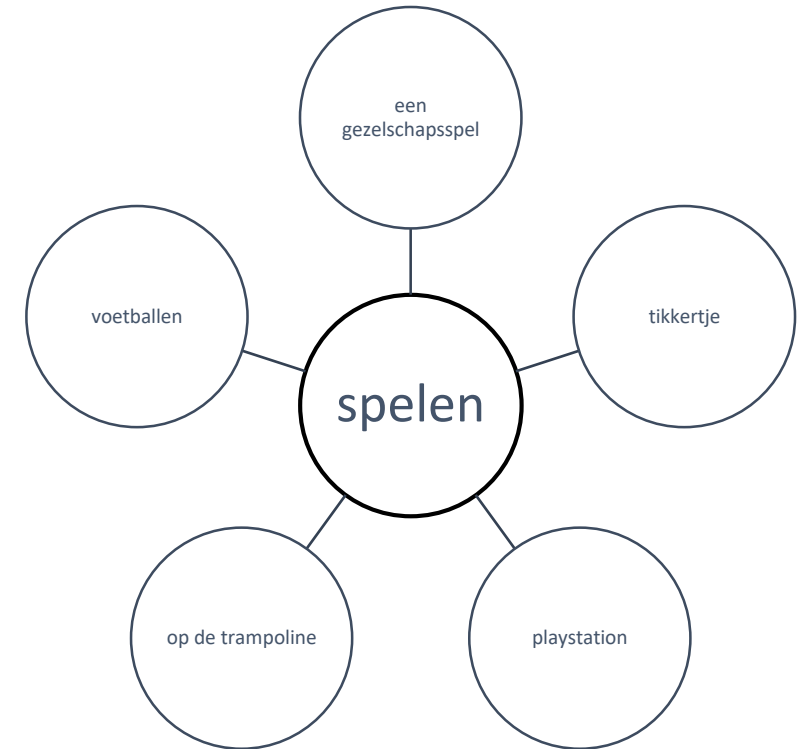 een
gezelschapsspel
voetballen
tikkertje
spelen
op de trampoline
playstation